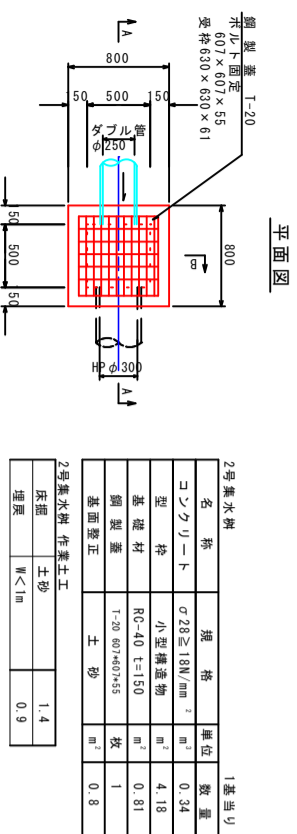 平面図
鋼製蓋 T-20
ボルト固定
607×607×55
受枠630×630×61
A
A
800
150 500 150
ダブル管
φ250
800
B
150 500 150
HPφ300
2号集水桝 1基当り
名称 規格 単位 数量
コンクリート σ28≧18N/mm² m³ 0.34
型枠 小型構造物 m² 4.18
基礎材 RC-40 t=150 m² 0.81
鋼製蓋 T-20 607*607*55 枚 1
基面整正 土砂 m² 0.8
2号集水桝 作業土工
床掘 土砂 1.4
埋戻 W<1m 0.9